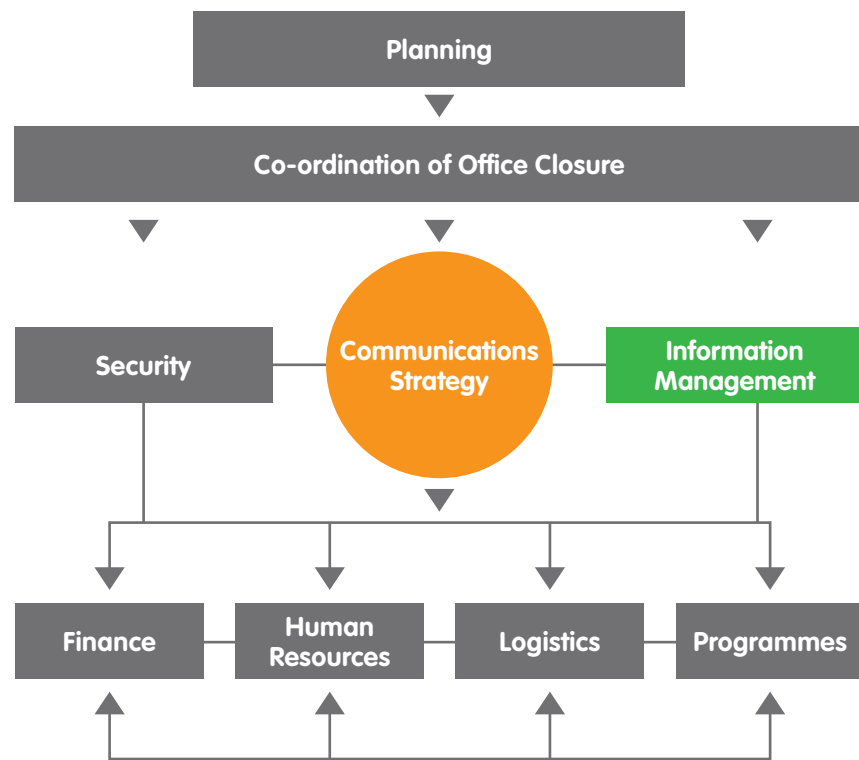 Planning
Co-ordination of Office Closure
Security
Communications
Strategy
Information
Management
Finance
Human
Resources
Logistics
Programmes